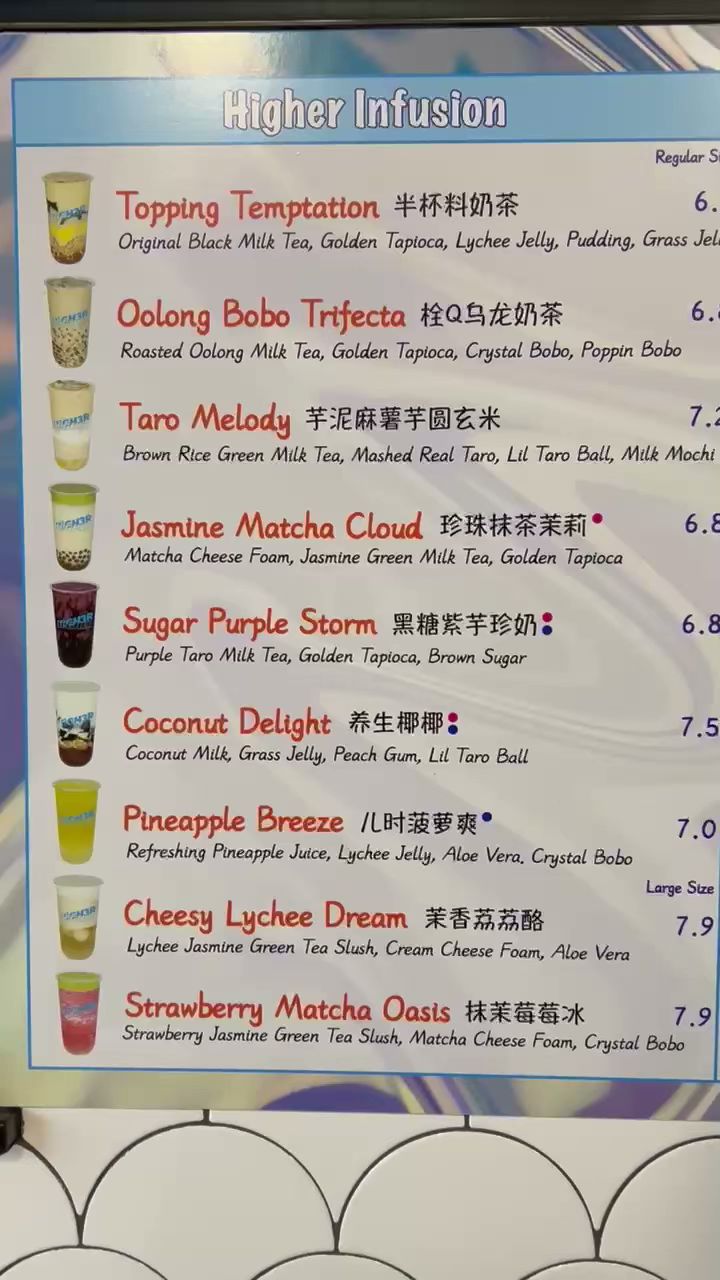 Higher Infusion
Regular
Topping Temptation 半杯料奶茶 6.
Original Black Milk Tea, Golden Tapioca, Lychee Jelly, Pudding, Grass
Oolong Bobo Trifecta 栓Q乌龙奶茶 6.
Roasted Oolong Milk Tea, Golden Tapioca, Crystal Bobo, Poppin Bobo
Taro Melody 芋泥麻薯芋圆玄米 7.2
Brown Rice Green Milk Tea, Mashed Real Taro, Lil Taro Ball, Milk Mochi
Jasmine Matcha Cloud 珍珠抹茶茉莉 6.8
Matcha Cheese Foam, Jasmine Green Milk Tea, Golden Tapioca
Sugar Purple Storm 黑糖紫芋珍奶 6.8
Purple Taro Milk Tea, Golden Tapioca, Brown Sugar
Coconut Delight 养生椰椰 7.5
Coconut Milk, Grass Jelly, Peach Gum, Lil Taro Ball
Pineapple Breeze 儿时菠萝爽 7.0
Refreshing Pineapple Juice, Lychee Jelly, Aloe Vera, Crystal Bobo
Large Size
Cheesy Lychee Dream 茉香荔荔酪 7.9
Lychee Jasmine Green Tea Slush, Cream Cheese Foam, Aloe Vera
Strawberry Matcha Oasis 抹茉莓莓冰 7.9
Strawberry Jasmine Green Tea Slush, Matcha Cheese Foam, Crystal Bobo